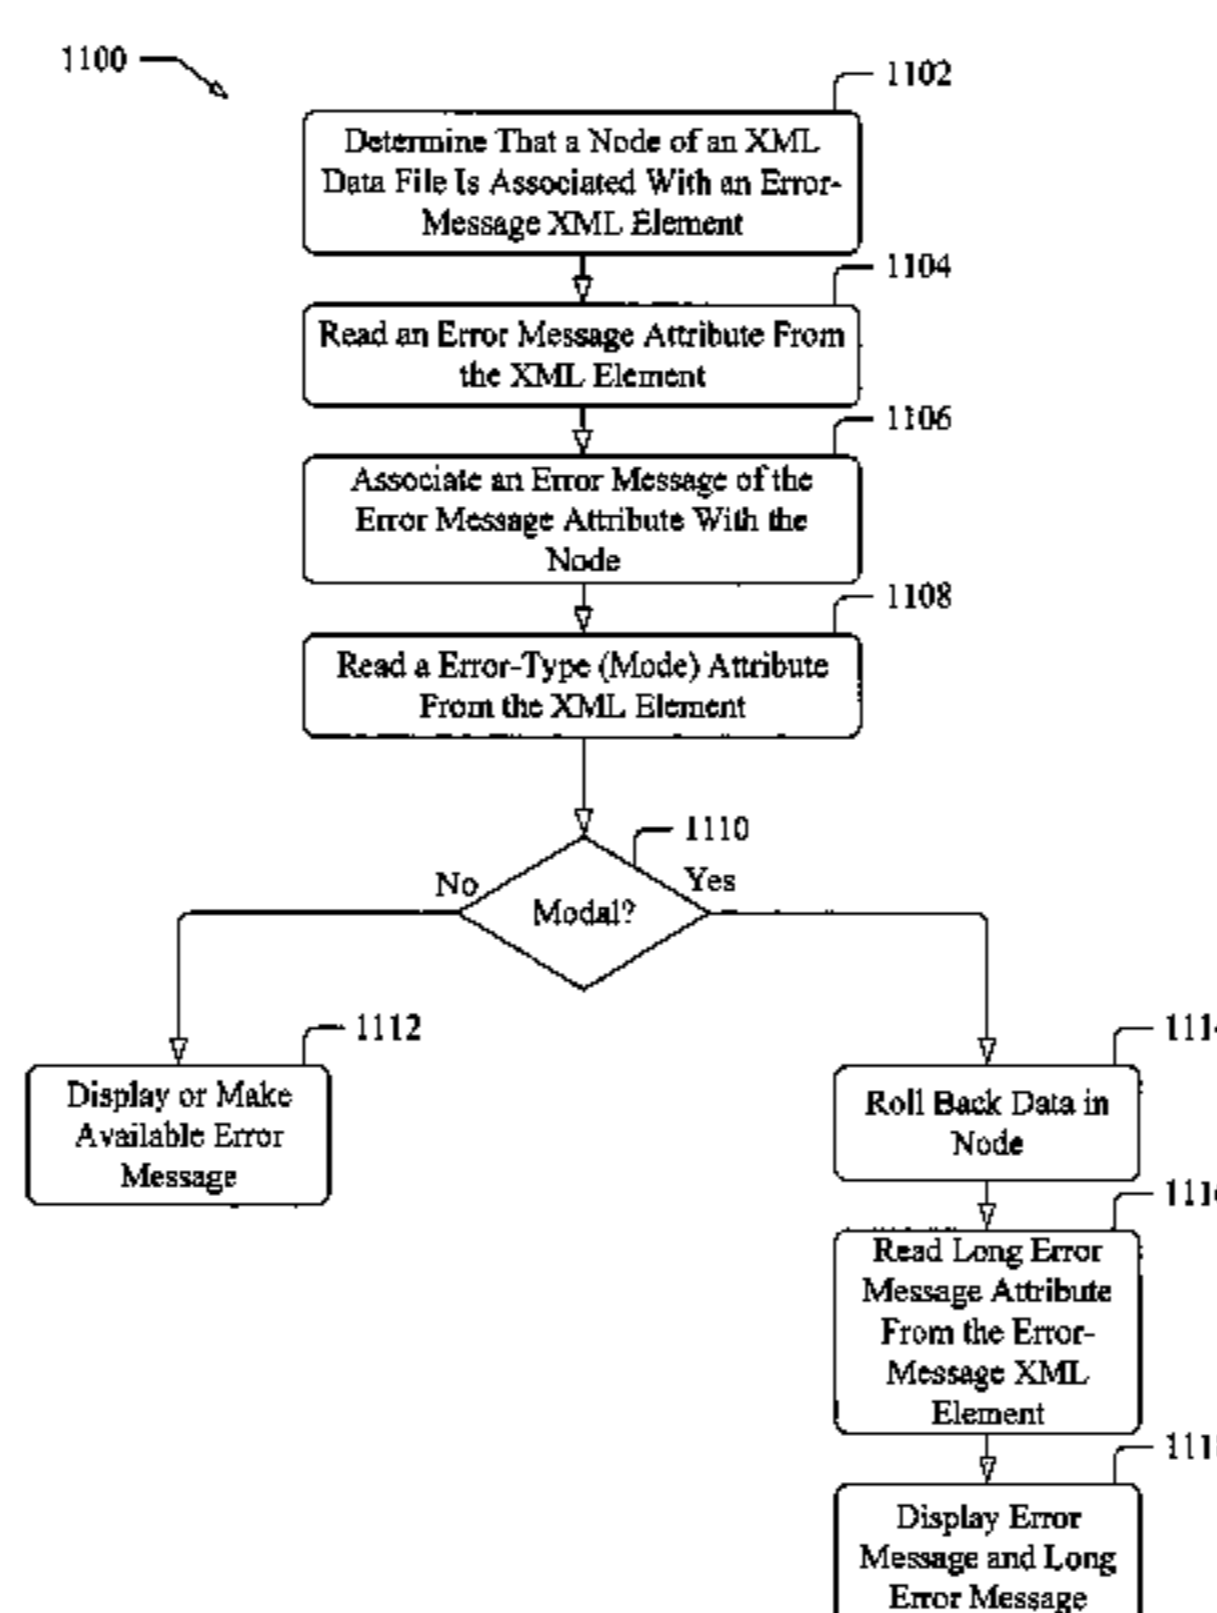 1100
1102
Determine That a Node of an XML
Data File Is Associated With an Error-
Message XML Element
1104
Read an Error Message Attribute From
the XML Element
1106
Associate an Error Message of the
Error Message Attribute With the
Node
1108
Read a Error-Type (Mode) Attribute
From the XML Element
1110
No
Yes
Modal?
1112
Display or Make
Available Error
Message
Roll Back Data in
Node
Read Long Error
Message Attribute
From the Error-
Message XML
Element
Display Error
Message and Long
Error Message